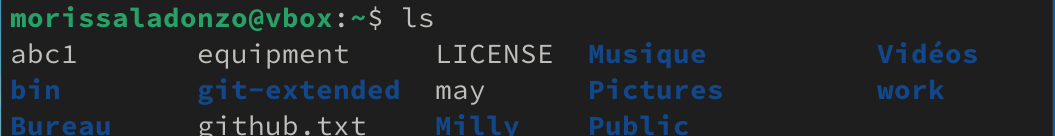 morissaladonzo@vbox:~$ ls
abc1 equipment LICENSE Musique Vidéos
bin git-extended may Pictures work
Bureau github.txt Milly Public